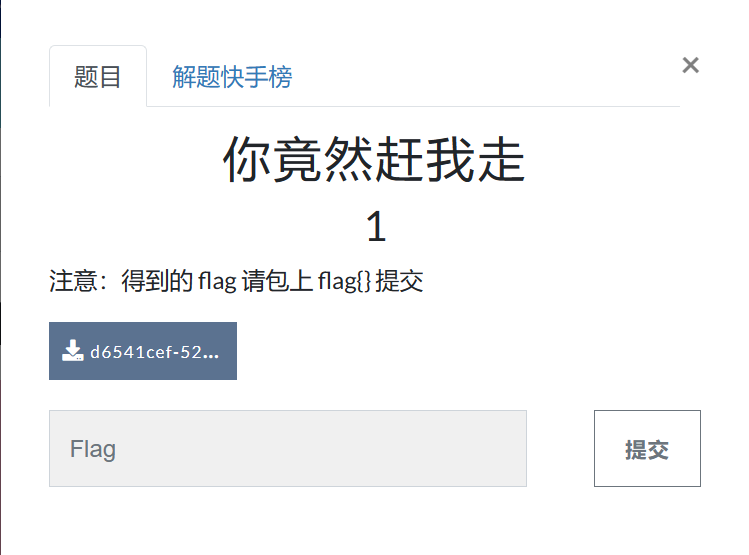 题目 解题快手榜 ×
你竟然赶我走
1
注意：得到的 flag 请包上 flag{} 提交
d6541cef-52...
Flag 提交